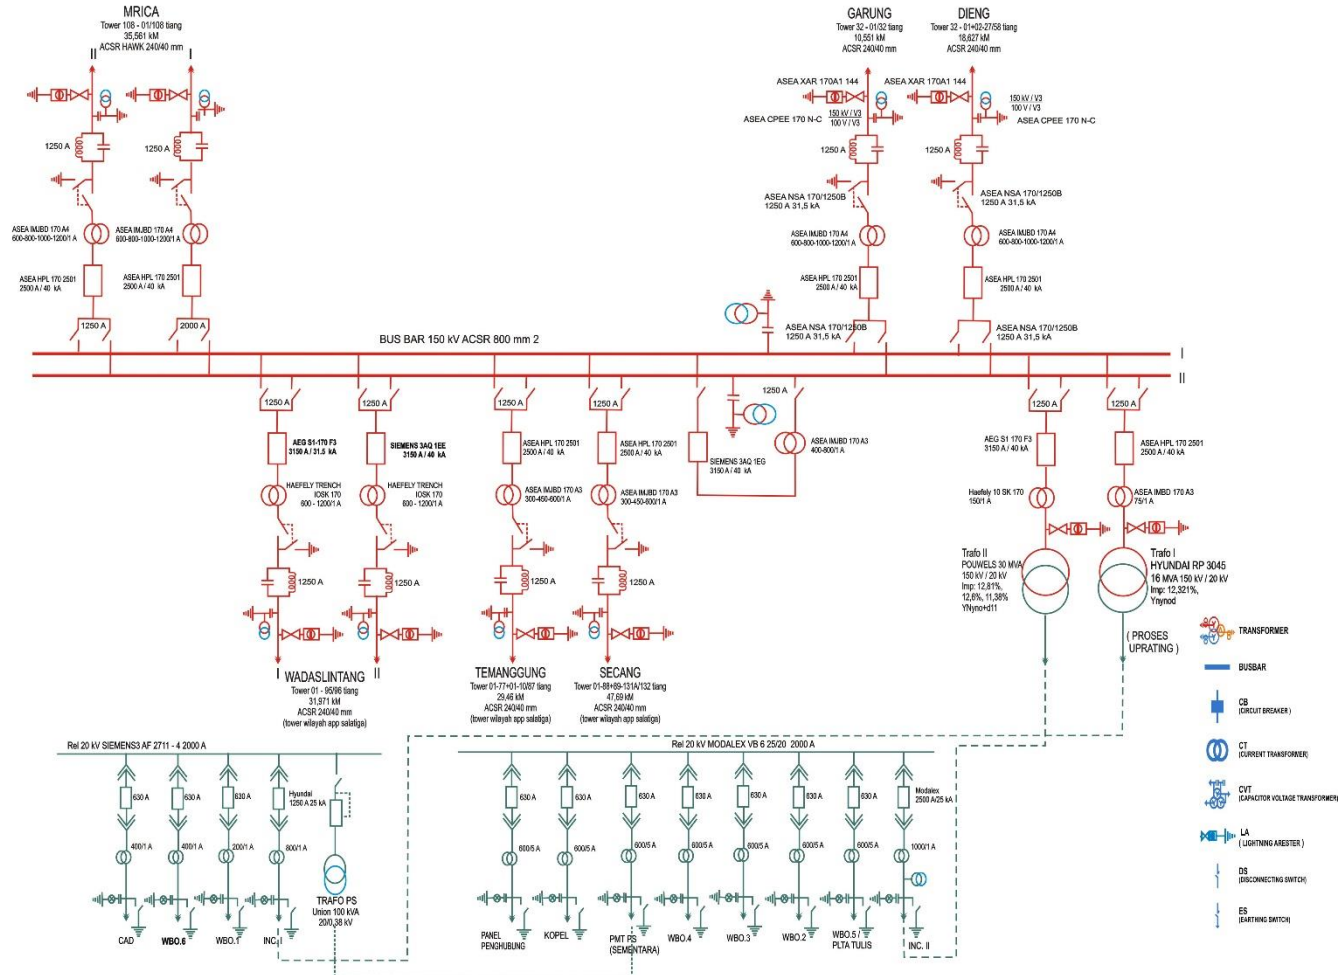 MRICA
Tower 108 - 01/108 tiang
35,561 kM
ACSR HAWK 240/40 mm
II
I
GARUNG
Tower 32 - 01/32 tiang
10,551 kM
ACSR 240/40 mm
DIENG
Tower 32 - 01+02-27/58 tiang
18,627 kM
ACSR 240/40 mm
ASEA XAR 170A1 144
ASEA XAR 170A1 144
150 kV / V3
100 V / V3
150 kV / V3
100 V / V3
ASEA CPEE 170 N-C
ASEA CPEE 170 N-C
1250 A
1250 A
1250 A
1250 A
ASEA NSA 170/1250B
1250 A 31,5 kA
ASEA NSA 170/1250B
1250 A 31,5 kA
ASEA IMJBD 170 A4
600-800-1000-1200/1 A
ASEA IMJBD 170 A4
600-800-1000-1200/1 A
ASEA IMJBD 170 A4
600-800-1000-1200/1 A
ASEA IMJBD 170 A4
600-800-1000-1200/1 A
ASEA HPL 170 2501
2500 A / 40 kA
ASEA HPL 170 2501
2500 A / 40 kA
ASEA HPL 170 2501
2500 A / 40 kA
ASEA HPL 170 2501
2500 A / 40 kA
1250 A
2000 A
ASEA NSA 170/1250B
1250 A 31,5 kA
ASEA NSA 170/1250B
1250 A 31,5 kA
BUS BAR 150 kV ACSR 800 mm 2
I
II
1250 A
1250 A
1250 A
1250 A
1250 A
1250 A
1250 A
AEG S1-170 F3
3150 A / 31.5 kA
SIEMENS 3AQ 1EE
3150 A / 40 kA
ASEA HPL 170 2501
2500 A / 40 kA
ASEA HPL 170 2501
2500 A / 40 kA
SIEMENS 3AQ 1EG
3150 A / 40 kA
ASEA IMJBD 170 A3
400-800/1 A
AEG S1 170 F3
3150 A / 40 kA
ASEA HPL 170 2501
2500 A / 40 kA
HAEFELY TRENCH
IOSK 170
600 - 1200/1 A
HAEFELY TRENCH
IOSK 170
600 - 1200/1 A
ASEA IMJBD 170 A3
300-450-600/1 A
ASEA IMJBD 170 A3
300-450-600/1 A
Haefely 10 SK 170
150/1 A
ASEA IMBD 170 A3
75/1 A
1250 A
1250 A
1250 A
1250 A
Trafo II
POUWELS 30 MVA
150 kV / 20 kV
Imp: 12,81%,
12,6%, 11,38%
YNyno+d11
Trafo I
HYUNDAI RP 3045
16 MVA 150 kV / 20 kV
Imp: 12,321%,
Ynynod
( PROSES
UPRATING )
I
WADASLINTANG
II
Tower 01 - 95/96 tiang
31,971 kM
ACSR 240/40 mm
(tower wilayah app salatiga)
TEMANGGUNG
Tower 01-77+01-10/87 tiang
29,46 kM
ACSR 240/40 mm
SECANG
Tower 01-88+89-131A/132 tiang
47,69 kM
ACSR 240/40 mm
(tower wilayah app salatiga)
TRANSFORMER
BUSBAR
CB
(CIRCUIT BREAKER )
CT
(CURRENT TRANSFORMER)
CVT
(CAPACITOR VOLTAGE TRANSFORMER)
LA
( LIGHTNING ARESTER )
DS
(DISCONNECTING SWITCH)
ES
(EARTHING SWITCH)
Rel 20 kV SIEMENS3 AF 2711 - 4 2000 A
630 A
630 A
630 A
Hyundai
1250 A 25 kA
400/1 A
400/1 A
200/1 A
800/1 A
TRAFO PS
Union 100 kVA
20/0,38 kV
CAD
WBO.6
WBO.1
INC. I
Rel 20 kV MODALEX VB 6 25/20 2000 A
630 A
630 A
630 A
630 A
630 A
630 A
630 A
Modalex
2500 A/25 kA
600/5 A
600/5 A
600/5 A
600/5 A
600/5 A
600/5 A
600/5 A
1000/1 A
PANEL
PENGHUBUNG
KOPEL
PMT PS
(SEMENTARA)
WBO.4
WBO.3
WBO.2
WBO.5 /
PLTA TULIS
INC. II